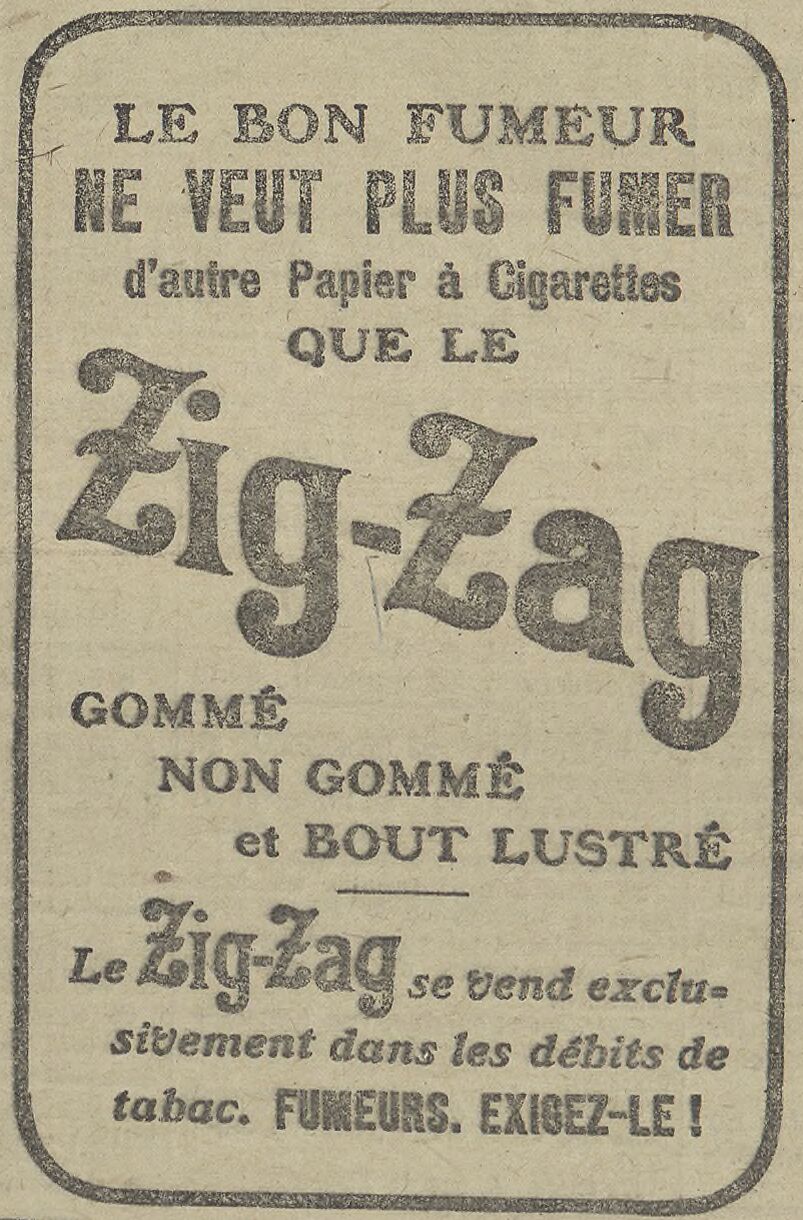 LE BON FUMEUR
NE VEUT PLUS FUMER
d'autre Papier à Cigarettes
QUE LE
Zig-Zag
GOMMÉ
NON GOMMÉ
et BOUT LUSTRÉ
Le Zig-Zag se vend exclu-
sivement dans les débits de
tabac. FUMEURS. EXIGEZ-LE !